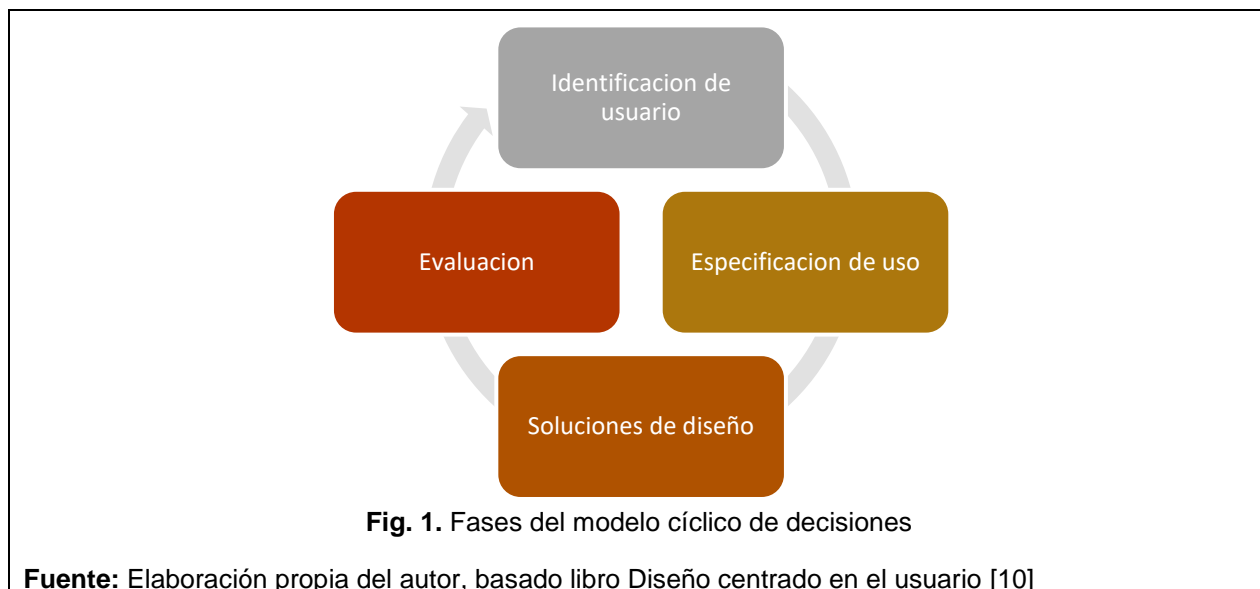 Identificacion de
usuario
Evaluacion
Especificacion de uso
Soluciones de diseño
Fig. 1. Fases del modelo cíclico de decisiones
Fuente: Elaboración propia del autor, basado libro Diseño centrado en el usuario [10]